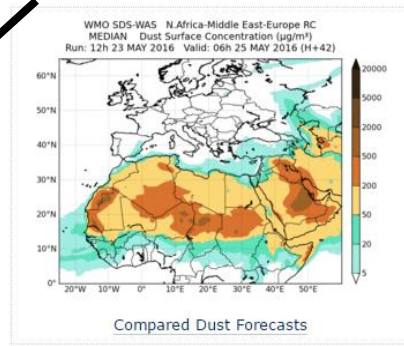 WMO SDS-WAS N.Africa-Middle East-Europe RC
MEDIAN Dust Surface Concentration (µg/m³)
Run: 12h 23 MAY 2016 Valid: 06h 25 MAY 2016 (H+42)
60°N
50°N
40°N
30°N
20°N
10°N
0°
20°W
10°W
0°
10°E
20°E
30°E
40°E
50°E
20000
5000
2000
500
200
50
20
5
Compared Dust Forecasts